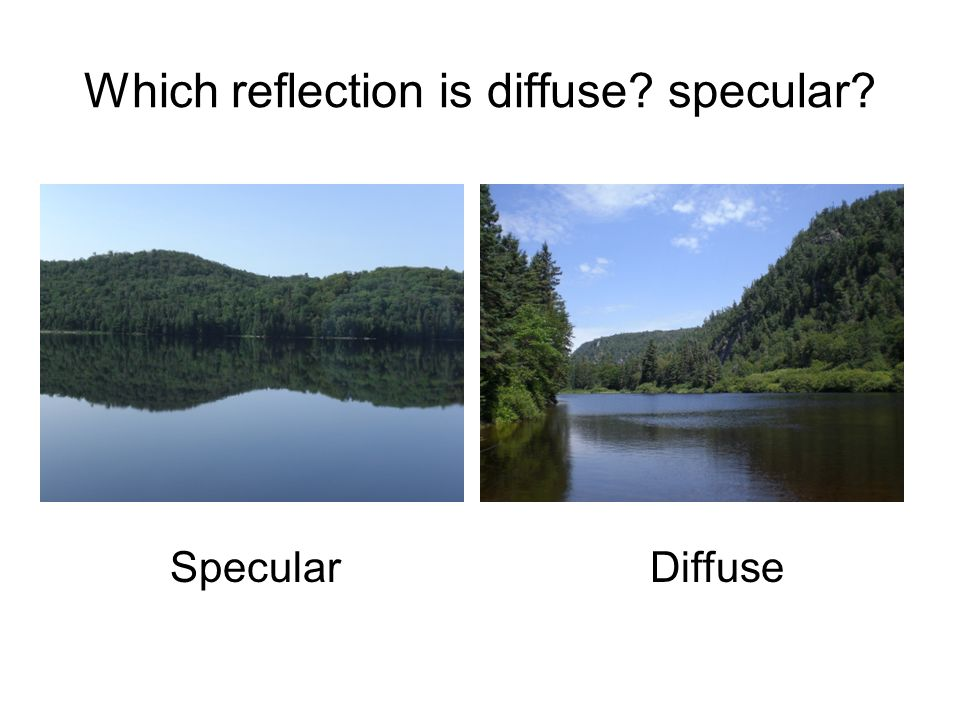 Which reflection is diffuse? specular?
Specular
Diffuse